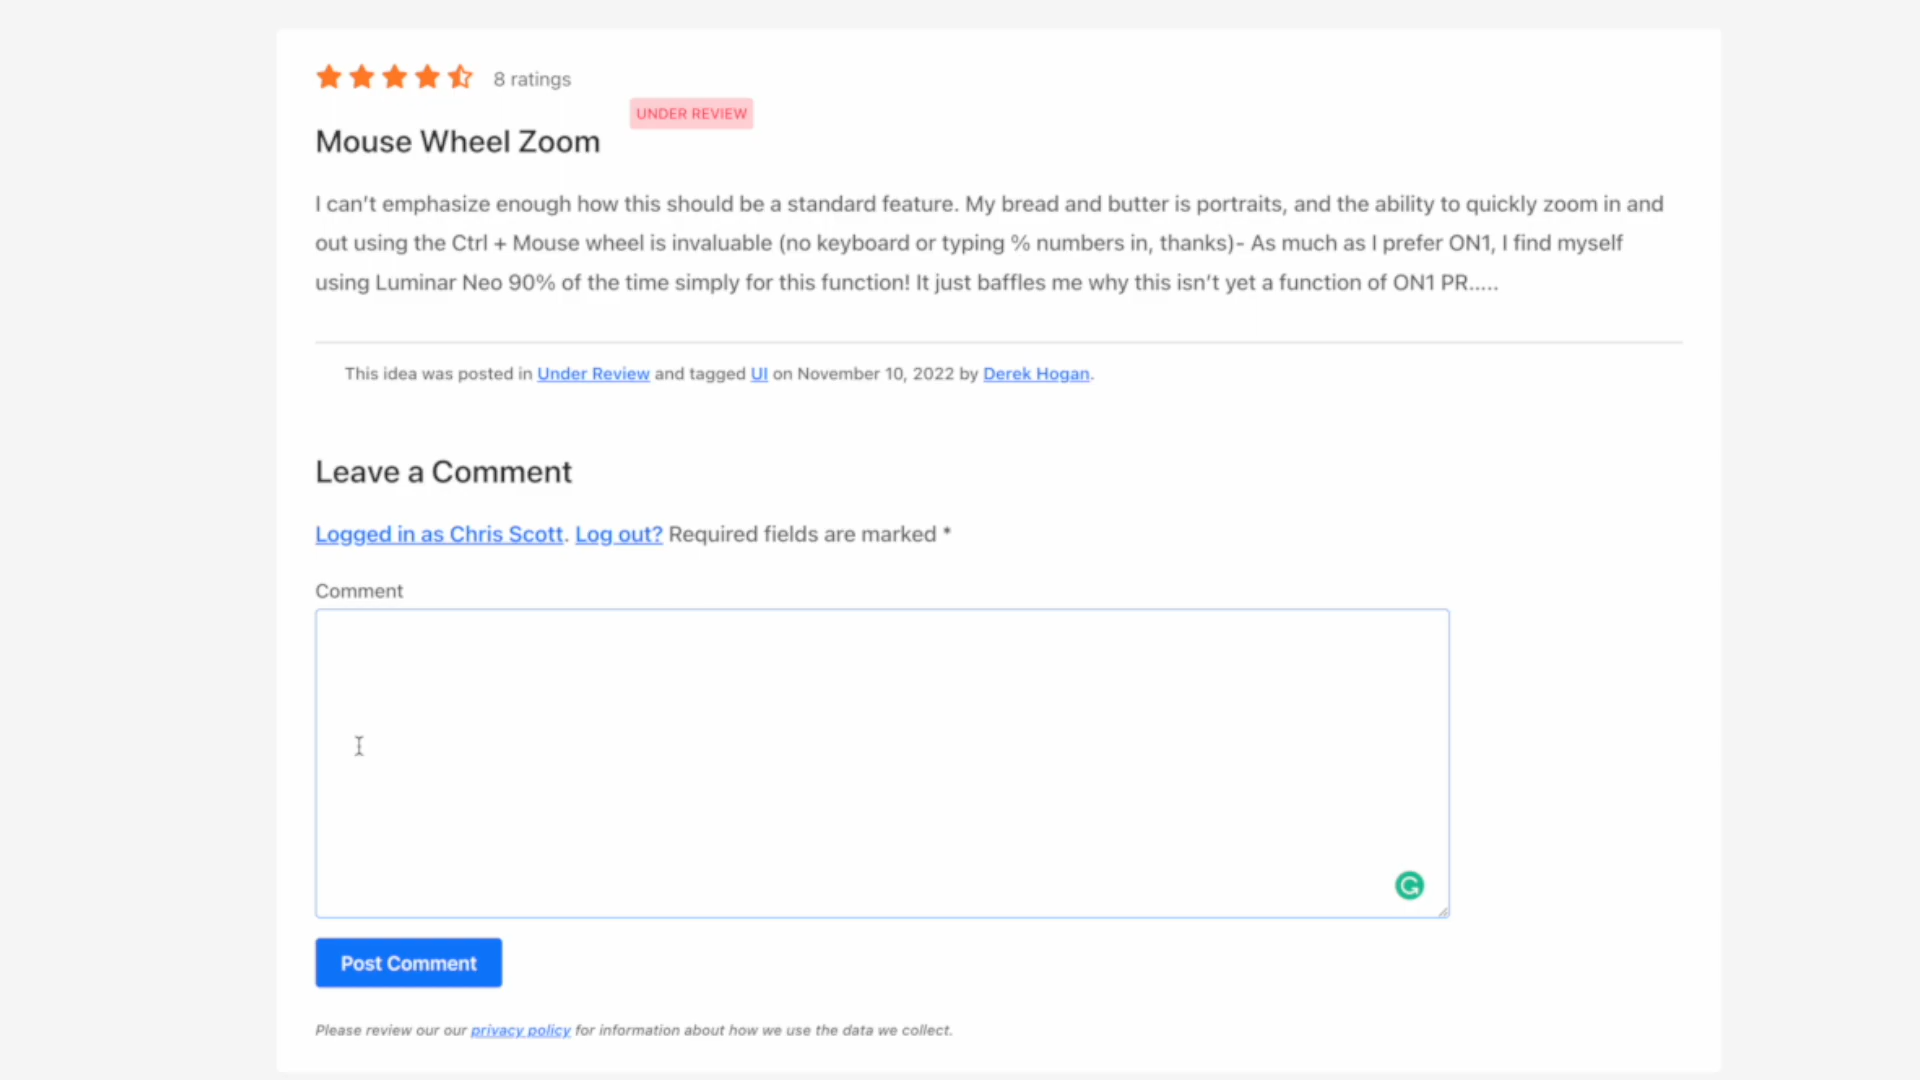 8 ratings
UNDER REVIEW
Mouse Wheel Zoom
I can't emphasize enough how this should be a standard feature. My bread and butter is portraits, and the ability to quickly zoom in and
out using the Ctrl + Mouse wheel is invaluable (no keyboard or typing % numbers in, thanks)- As much as I prefer ON1, I find myself
using Luminar Neo 90% of the time simply for this function! It just baffles me why this isn't yet a function of ON1 PR.....
This idea was posted in Under Review and tagged UI on November 10, 2022 by Derek Hogan.
Leave a Comment
Logged in as Chris Scott. Log out? Required fields are marked *
Comment
Post Comment
Please review our our privacy policy for information about how we use the data we collect.